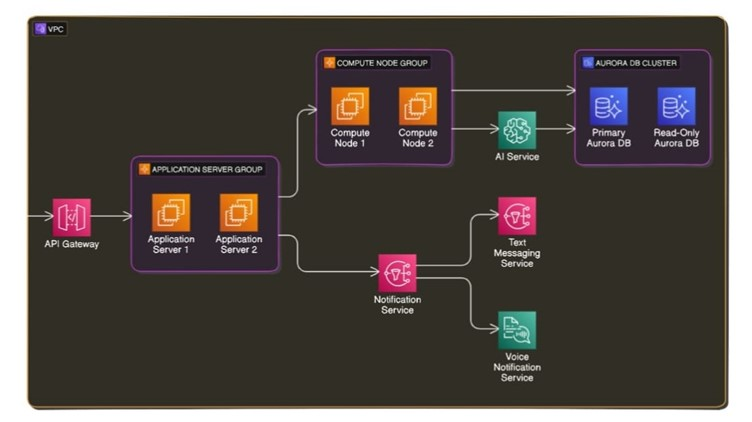 VPC
COMPUTE NODE GROUP
Compute
Node 1
Compute
Node 2
AI Service
AURORA DB CLUSTER
Primary
Aurora DB
Read-Only
Aurora DB
API Gateway
APPLICATION SERVER GROUP
Application
Server 1
Application
Server 2
Notification
Service
Text
Messaging
Service
Voice
Notification
Service